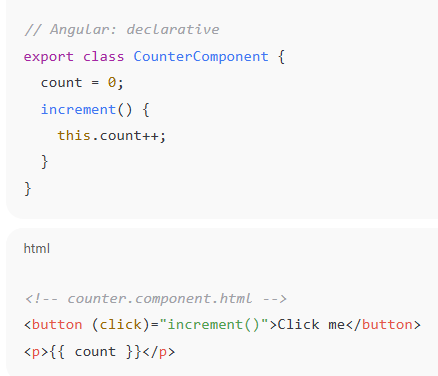 // Angular: declarative
export class CounterComponent {
  count = 0;
  increment() {
    this.count++;
  }
}
html
<!-- counter.component.html -->
<button (click)="increment()">Click me</button>
<p>{{ count }}</p>